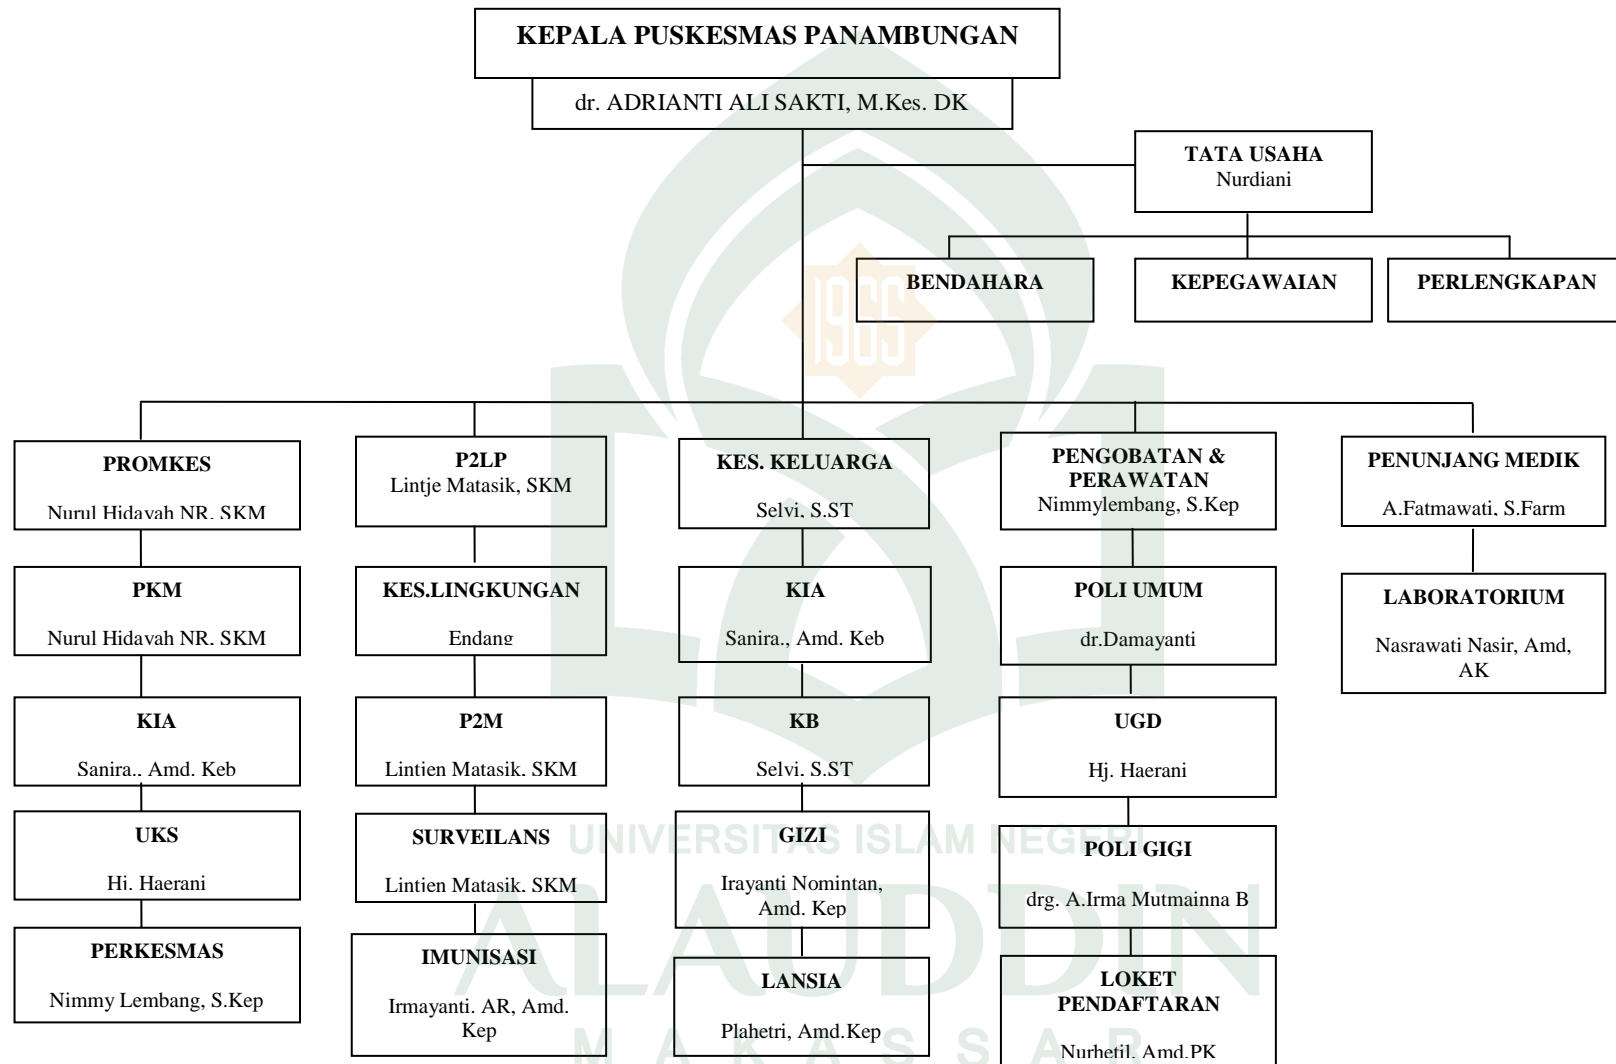 KEPALA PUSKESMAS PANAMBUNGAN
dr. ADRIANTI ALI SAKTI, M.Kes. DK
TATA USAHA
Nurdiani
BENDAHARA
KEPEGAWAIAN
PERLENGKAPAN
1965
PROMKES
Nurul Hidayah NR. SKM
P2LP
Lintje Matasik, SKM
KES. KELUARGA
Selvi, S.ST
PENGOBATAN &
PERAWATAN
Nimmylembang, S.Kep
PENUNJANG MEDIK
A.Fatmawati, S.Farm
PKM
Nurul Hidayah NR. SKM
KES.LINGKUNGAN
Endang
KIA
Sanira., Amd. Keb
POLI UMUM
dr.Damayanti
LABORATORIUM
Nasrawati Nasir, Amd,
AK
KIA
Sanira., Amd. Keb
P2M
Lintien Matasik. SKM
KB
Selvi. S.ST
UGD
Hj. Haerani
UKS
Hj. Haerani
SURVEILANS
Lintien Matasik. SKM
GIZI
Irayanti Nomintan,
Amd. Kep
POLI GIGI
drg. A.Irma Mutmainna B
PERKESMAS
Nimmy Lembang, S.Kep
IMUNISASI
Irmayanti. AR, Amd.
Kep
LANSIA
Plahetri, Amd.Kep
LOKET
PENDAFTARAN
Nurhetil, Amd.PK
UNIVERSITAS ISLAM NEGERI
ALAUDDIN
MAKASSAR